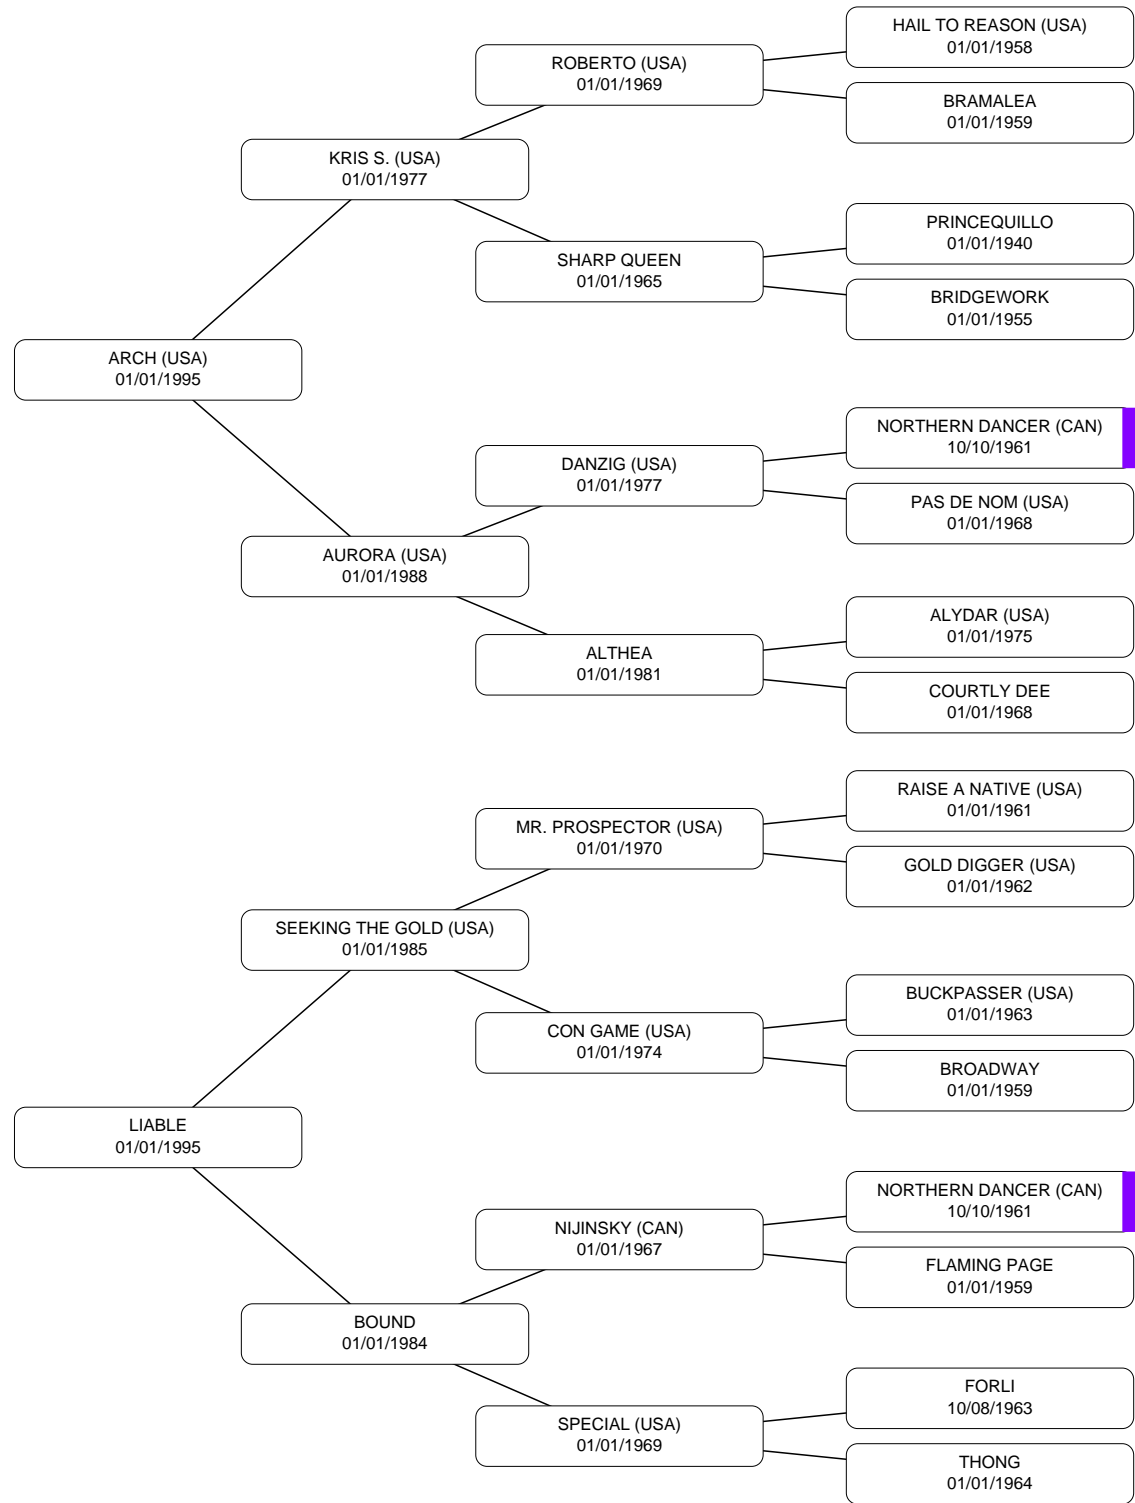 HAIL TO REASON (USA)
01/01/1958
ROBERTO (USA)
01/01/1969
BRAMALEA
01/01/1959
KRIS S. (USA)
01/01/1977
PRINCEQUILLO
01/01/1940
SHARP QUEEN
01/01/1965
BRIDGEWORK
01/01/1955
ARCH (USA)
01/01/1995
NORTHERN DANCER (CAN)
10/10/1961
DANZIG (USA)
01/01/1977
PAS DE NOM (USA)
01/01/1968
AURORA (USA)
01/01/1988
ALYDAR (USA)
01/01/1975
ALTHEA
01/01/1981
COURTLY DEE
01/01/1968
RAISE A NATIVE (USA)
01/01/1961
MR. PROSPECTOR (USA)
01/01/1970
GOLD DIGGER (USA)
01/01/1962
SEEKING THE GOLD (USA)
01/01/1985
BUCKPASSER (USA)
01/01/1963
CON GAME (USA)
01/01/1974
BROADWAY
01/01/1959
LIABLE
01/01/1995
NORTHERN DANCER (CAN)
10/10/1961
NIJINSKY (CAN)
01/01/1967
FLAMING PAGE
01/01/1959
BOUND
01/01/1984
FORLI
10/08/1963
SPECIAL (USA)
01/01/1969
THONG
01/01/1964